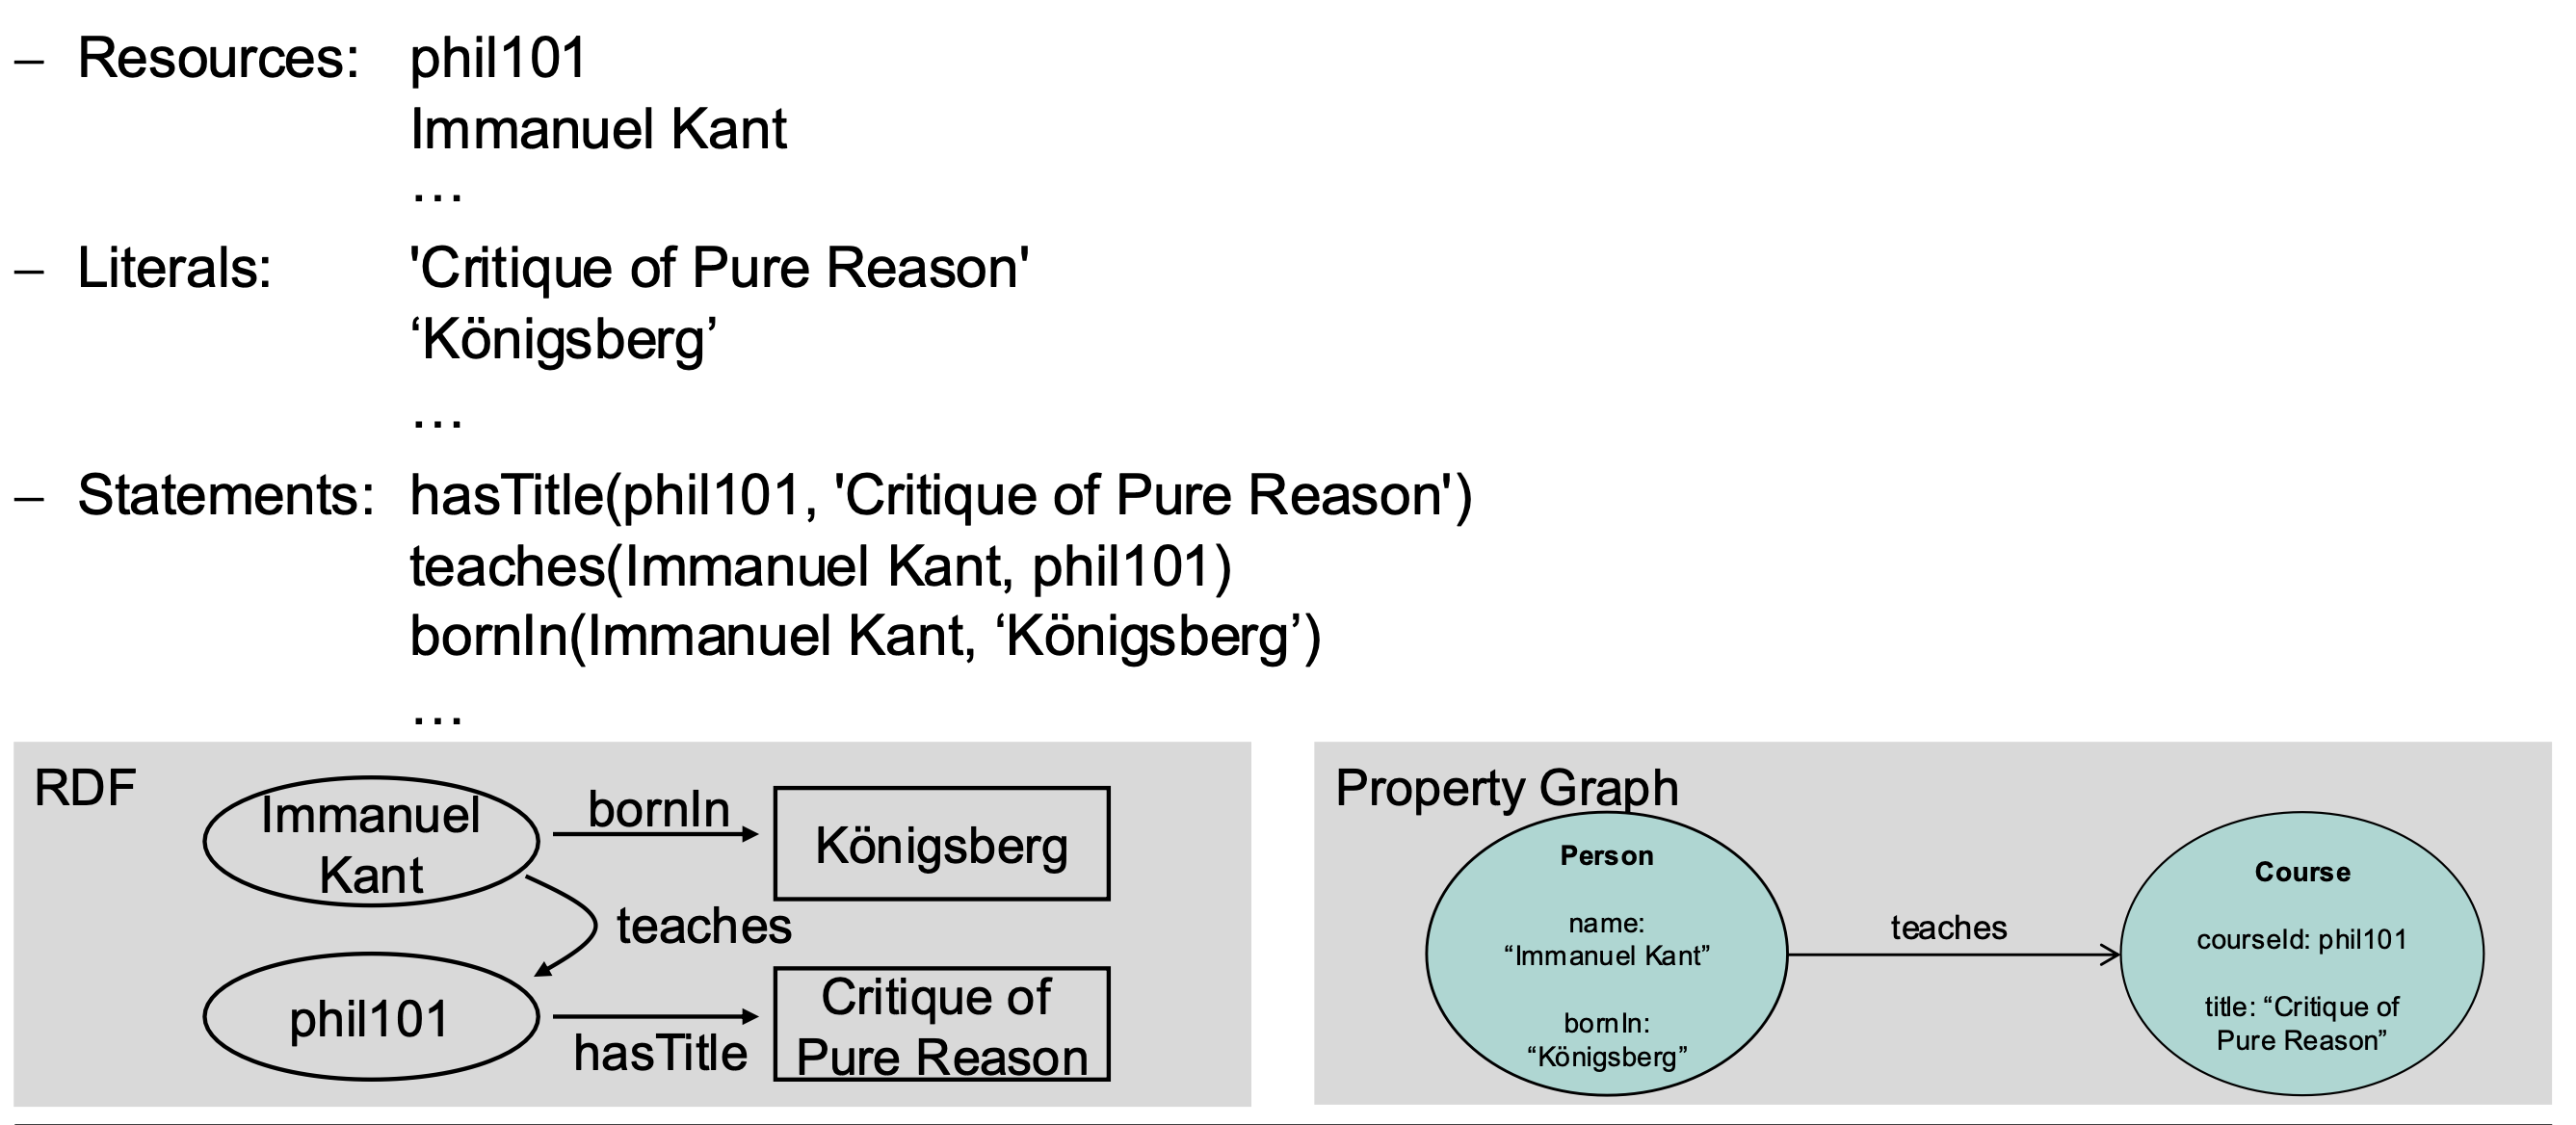 – Resources: phil101
Immanuel Kant
…
– Literals: 'Critique of Pure Reason'
‘Königsberg’
…
– Statements: hasTitle(phil101, 'Critique of Pure Reason')
teaches(Immanuel Kant, phil101)
bornIn(Immanuel Kant, ‘Königsberg’)
…
RDF
Immanuel
Kant
bornIn
Königsberg
teaches
phil101
hasTitle
Critique of
Pure Reason
Property Graph
Person
name:
“Immanuel Kant”
bornIn:
“Königsberg”
teaches
Course
courseId: phil101
title: “Critique of
Pure Reason”